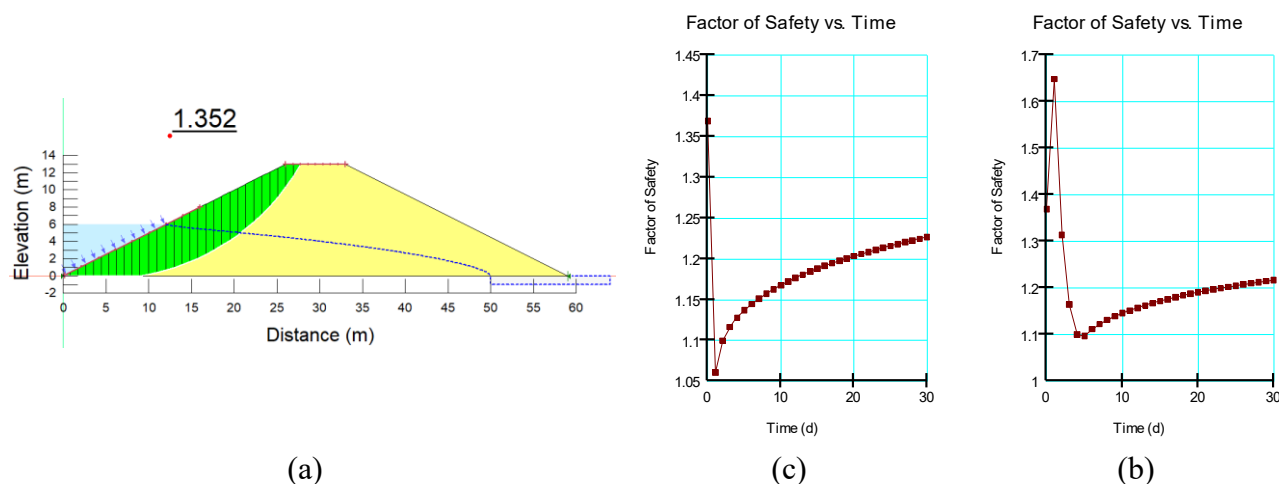 1.352
14
12
10
8
6
4
2
0
-2
Elevation (m)
0 5 10 15 20 25 30 35 40 45 50 55 60
Distance (m)
(a)
Factor of Safety vs. Time
1.45
1.4
1.35
1.3
1.25
1.2
1.15
1.1
1.05
Factor of Safety
0 10 20 30
Time (d)
(c)
Factor of Safety vs. Time
1.7
1.6
1.5
1.4
1.3
1.2
1.1
1
Factor of Safety
0 10 20 30
Time (d)
(b)